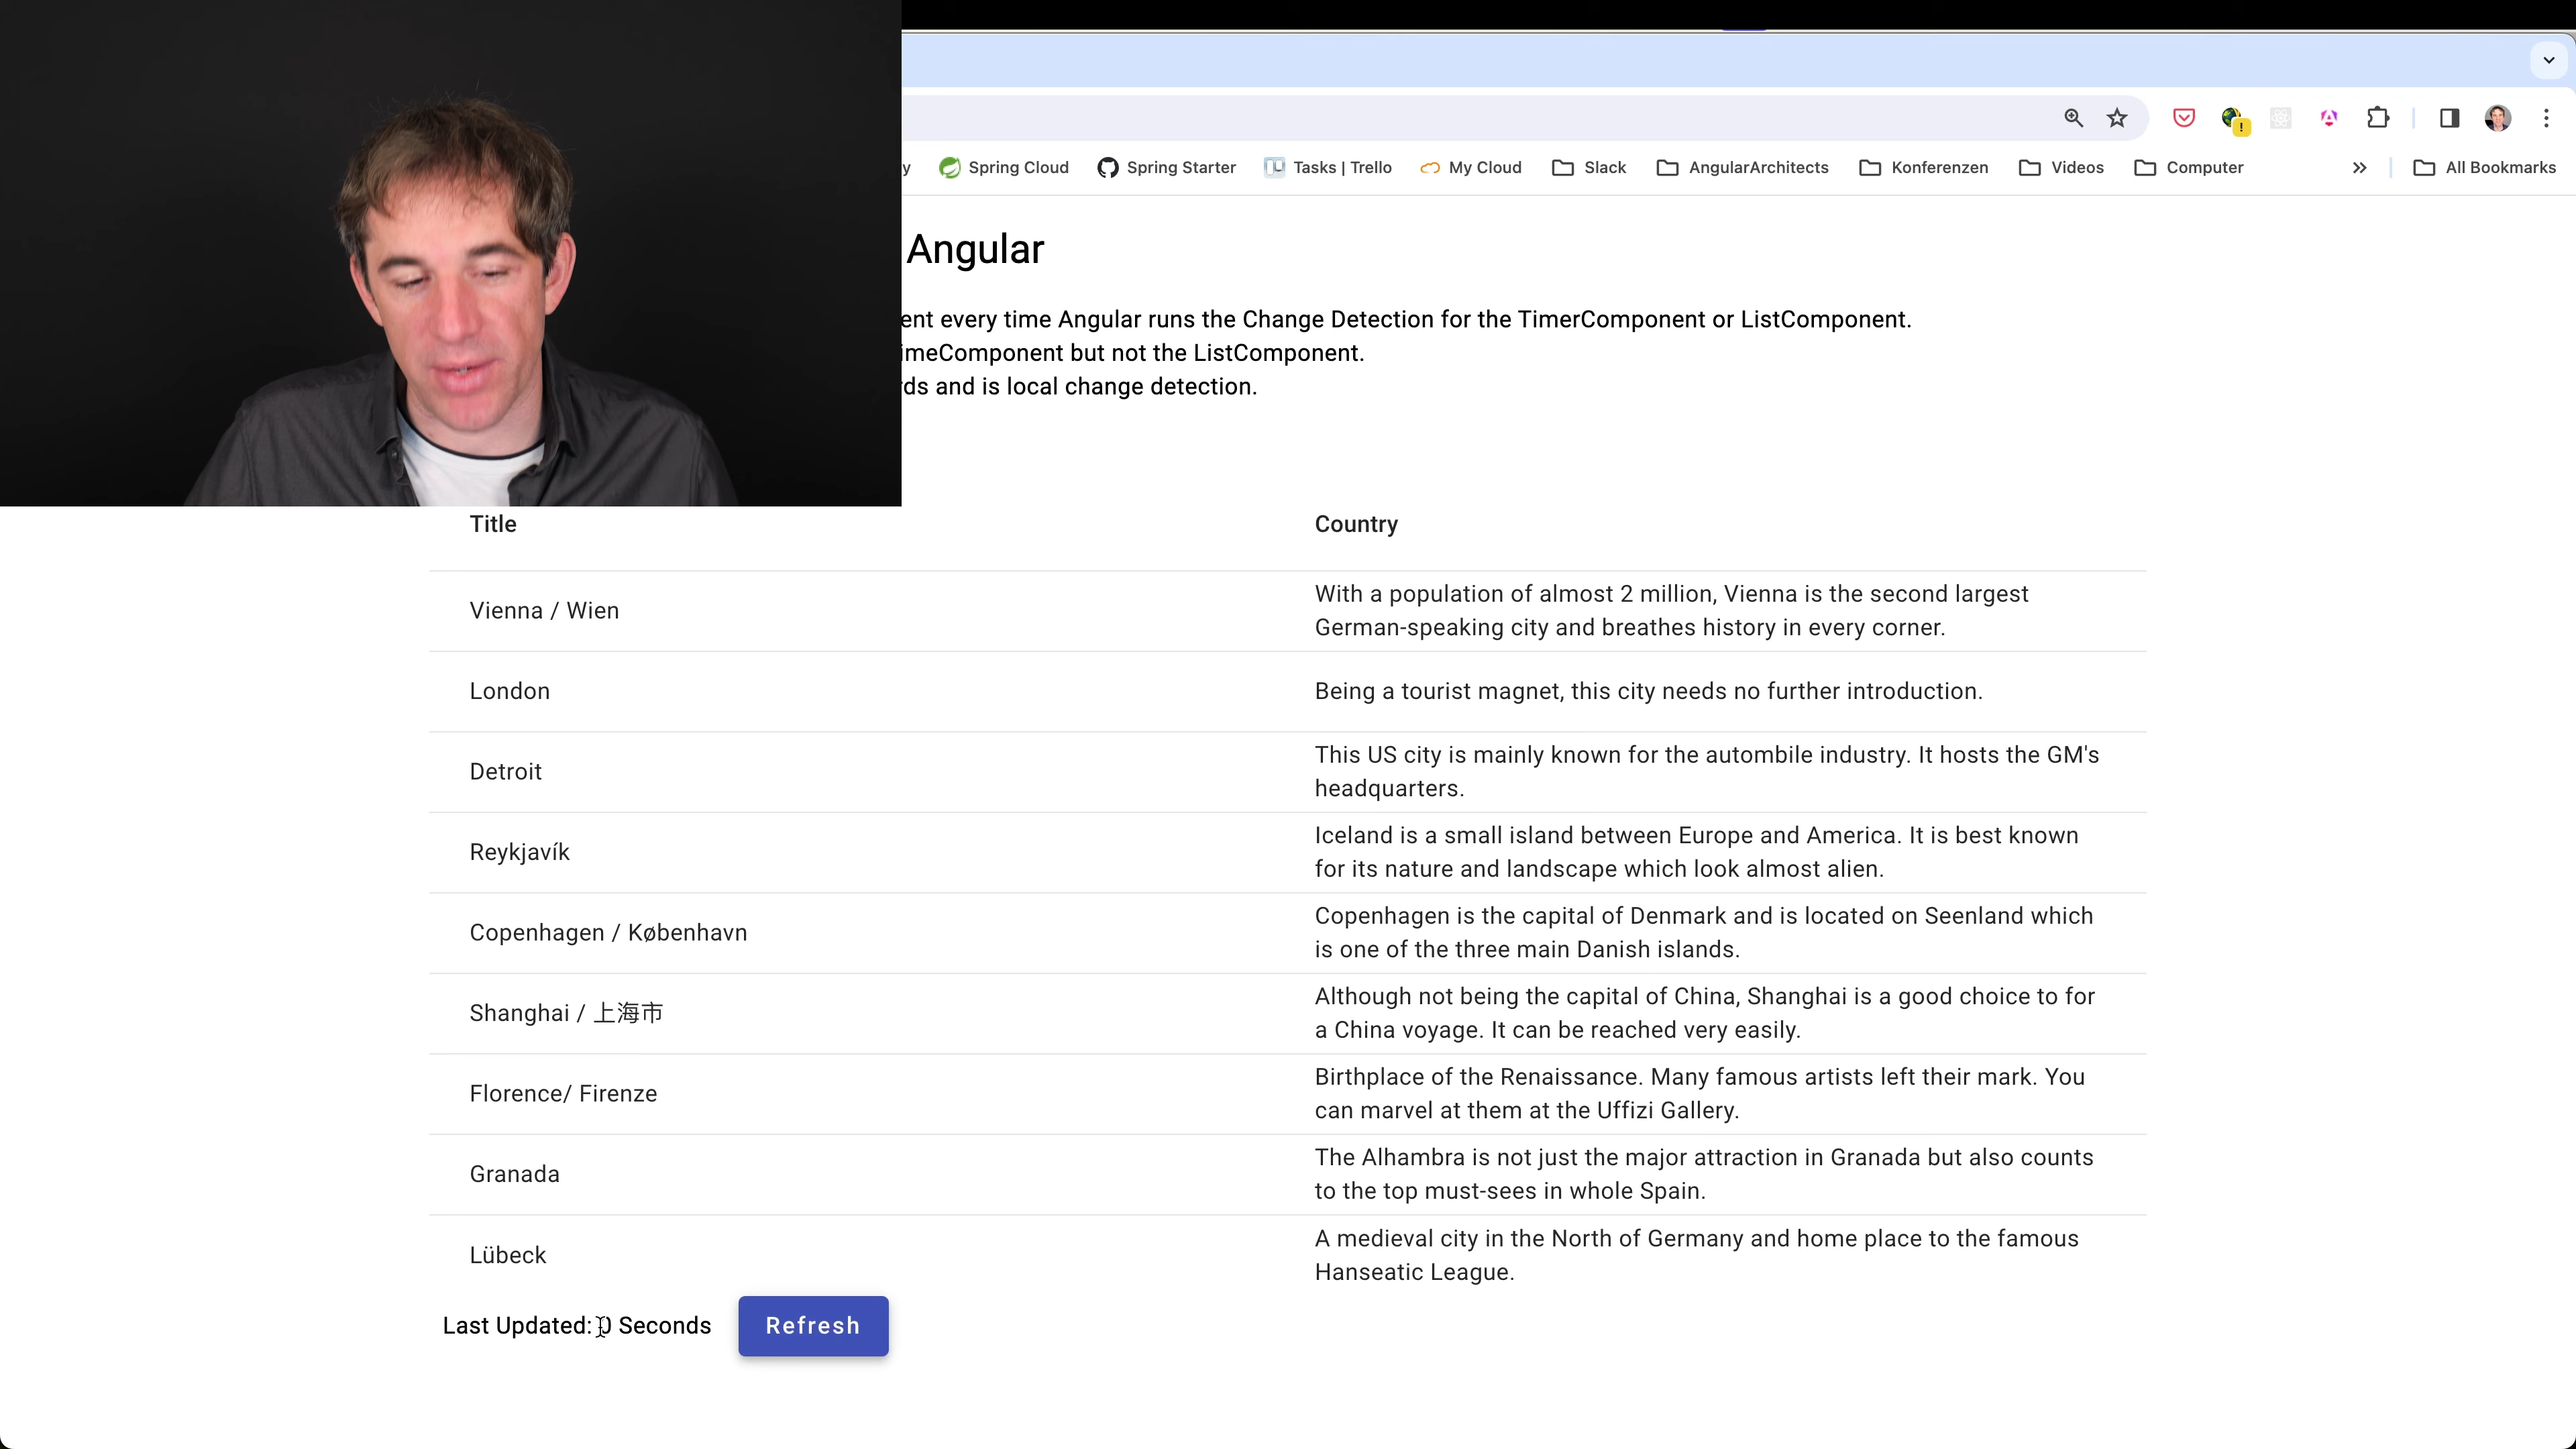 y
Spring Cloud
Spring Starter
Tasks | Trello
My Cloud
Slack
AngularArchitects
Konferenzen
Videos
Computer
All Bookmarks
Angular
ent every time Angular runs the Change Detection for the TimerComponent or ListComponent.
imeComponent but not the ListComponent.
rds and is local change detection.
Title
Country
Vienna / Wien
With a population of almost 2 million, Vienna is the second largest
German-speaking city and breathes history in every corner.
London
Being a tourist magnet, this city needs no further introduction.
Detroit
This US city is mainly known for the autombile industry. It hosts the GM's
headquarters.
Reykjavík
Iceland is a small island between Europe and America. It is best known
for its nature and landscape which look almost alien.
Copenhagen / København
Copenhagen is the capital of Denmark and is located on Seenland which
is one of the three main Danish islands.
Shanghai / 上海市
Although not being the capital of China, Shanghai is a good choice to for
a China voyage. It can be reached very easily.
Florence/ Firenze
Birthplace of the Renaissance. Many famous artists left their mark. You
can marvel at them at the Uffizi Gallery.
Granada
The Alhambra is not just the major attraction in Granada but also counts
to the top must-sees in whole Spain.
Lübeck
A medieval city in the North of Germany and home place to the famous
Hanseatic League.
Last Updated: Seconds
Refresh